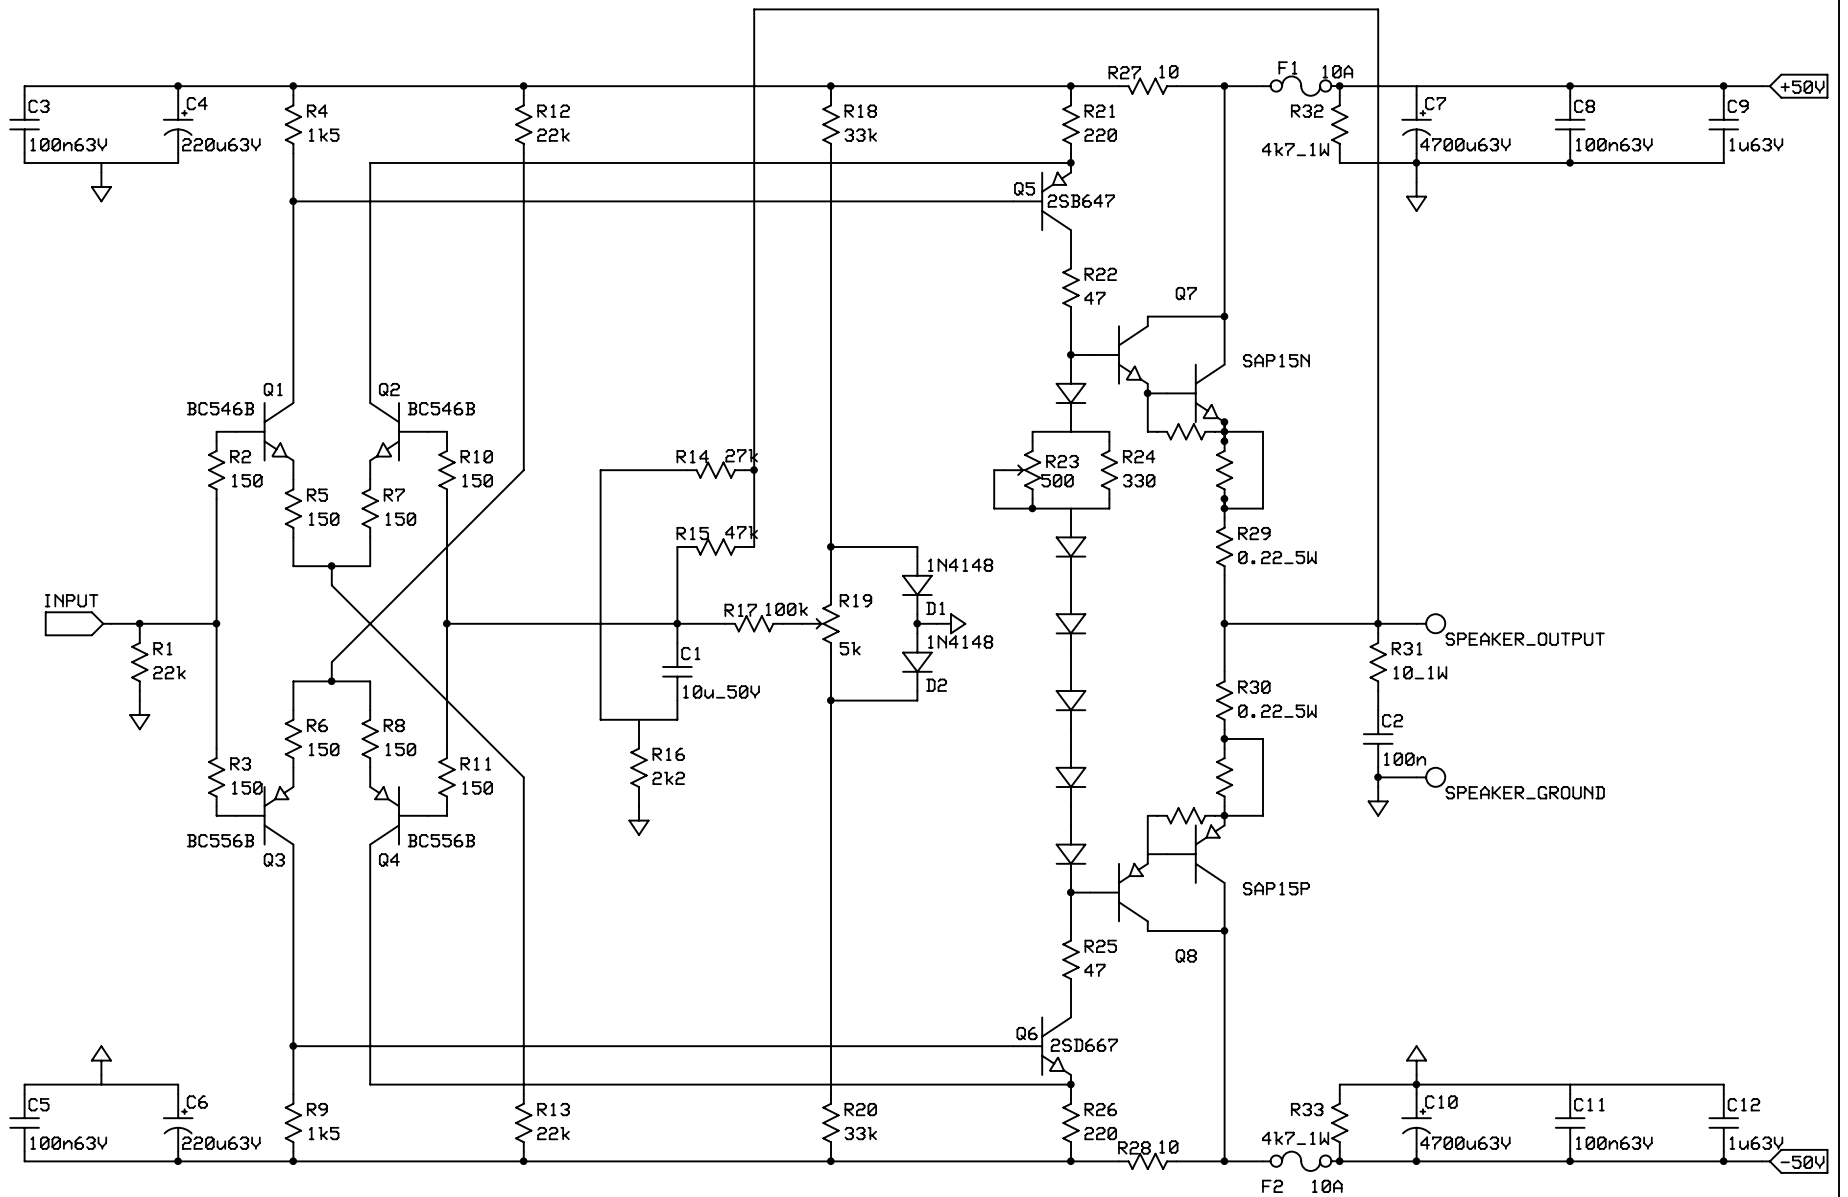 R27 10
F1
10A
+50V
C3
100n63V
C4
+
220u63V
R4
1k5
R12
22k
R18
33k
R21
220
R32
4k7_1W
C7
+
4700u63V
C8
100n63V
C9
1u63V
Q5
2SB647
R22
47
Q7
SAP15N
Q1
BC546B
Q2
BC546B
R2
150
R5
150
R7
150
R10
150
R14 27k
R15 47k
R23
500
R24
330
R29
0.22_5W
1N4148
D1
1N4148
D2
INPUT
R1
22k
R17 100k
R19
5k
C1
10u_50V
SPEAKER_OUTPUT
R31
10_1W
R30
0.22_5W
C2
100n
SPEAKER_GROUND
R6
150
R8
150
R3
150
R11
150
R16
2k2
BC556B
Q3
BC556B
Q4
SAP15P
Q8
R25
47
Q6
2SD667
C5
100n63V
C6
+
220u63V
R9
1k5
R13
22k
R20
33k
R26
220
R28 10
R33
4k7_1W
C10
+
4700u63V
C11
100n63V
C12
1u63V
-50V
F2
10A